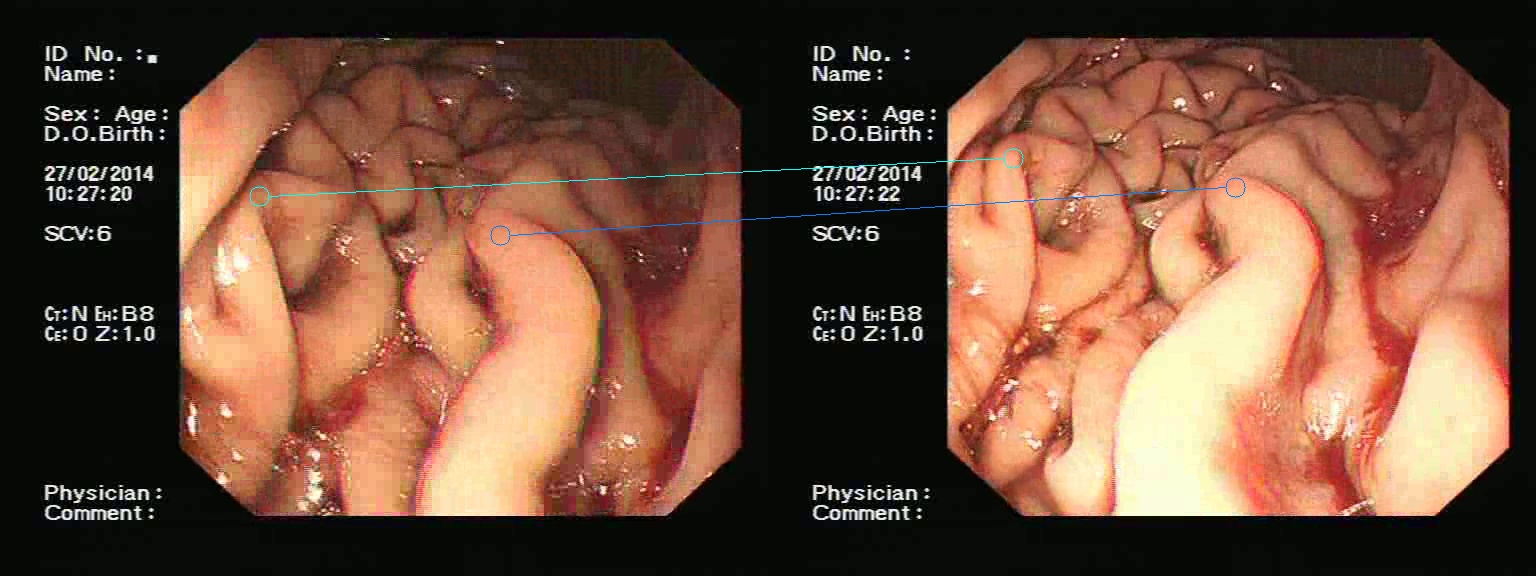 ID No. :
Name:
Sex: Age:
D.O.Birth:
27/02/2014
10:27:20
SCV:6
CT:N EH:B8
CE:0 Z:1.0
Physician:
Comment:
ID No. :
Name:
Sex: Age:
D.O.Birth:
27/02/2014
10:27:22
SCV:6
CT:N EH:B8
CE:0 Z:1.0
Physician:
Comment: